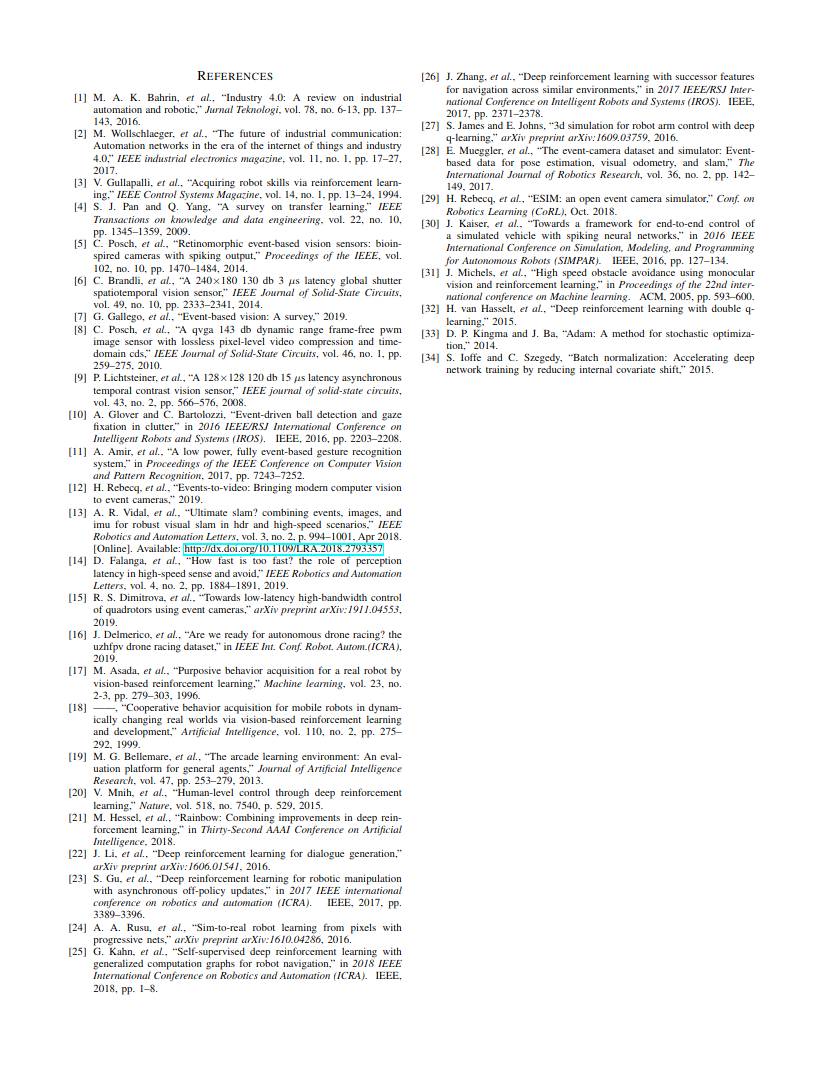 REFERENCES
[1] M. A. K. Bahrin, et al., “Industry 4.0: A review on industrial
automation and robotic,” Jurnal Teknologi, vol. 78, no. 6-13, pp. 137–
143, 2016.
[2] M. Wollschlaeger, et al., “The future of industrial communication:
Automation networks in the era of the internet of things and industry
4.0,” IEEE industrial electronics magazine, vol. 11, no. 1, pp. 17–27,
2017.
[3] V. Gullapalli, et al., “Acquiring robot skills via reinforcement learn-
ing,” IEEE Control Systems Magazine, vol. 14, no. 1, pp. 13–24, 1994.
[4] S. J. Pan and Q. Yang, “A survey on transfer learning,” IEEE
Transactions on knowledge and data engineering, vol. 22, no. 10,
pp. 1345–1359, 2009.
[5] C. Posch, et al., “Retinomorphic event-based vision sensors: bioin-
spired cameras with spiking output,” Proceedings of the IEEE, vol.
102, no. 10, pp. 1470–1484, 2014.
[6] C. Brandli, et al., “A 240×180 130 db 3 μs latency global shutter
spatiotemporal vision sensor,” IEEE Journal of Solid-State Circuits,
vol. 49, no. 10, pp. 2333–2341, 2014.
[7] G. Gallego, et al., “Event-based vision: A survey,” 2019.
[8] C. Posch, et al., “A qvga 143 db dynamic range frame-free pwm
image sensor with lossless pixel-level video compression and time-
domain cds,” IEEE Journal of Solid-State Circuits, vol. 46, no. 1, pp.
259–275, 2010.
[9] P. Lichtsteiner, et al., “A 128×128 120 db 15 μs latency asynchronous
temporal contrast vision sensor,” IEEE journal of solid-state circuits,
vol. 43, no. 2, pp. 566–576, 2008.
[10] A. Glover and C. Bartolozzi, “Event-driven ball detection and gaze
fixation in clutter,” in 2016 IEEE/RSJ International Conference on
Intelligent Robots and Systems (IROS). IEEE, 2016, pp. 2203–2208.
[11] A. Amir, et al., “A low power, fully event-based gesture recognition
system,” in Proceedings of the IEEE Conference on Computer Vision
and Pattern Recognition, 2017, pp. 7243–7252.
[12] H. Rebecq, et al., “Events-to-video: Bringing modern computer vision
to event cameras,” 2019.
[13] A. R. Vidal, et al., “Ultimate slam? combining events, images, and
imu for robust visual slam in hdr and high-speed scenarios,” IEEE
Robotics and Automation Letters, vol. 3, no. 2, p. 994–1001, Apr 2018.
[Online]. Available: http://dx.doi.org/10.1109/LRA.2018.2793357
[14] D. Falanga, et al., “How fast is too fast? the role of perception
latency in high-speed sense and avoid,” IEEE Robotics and Automation
Letters, vol. 4, no. 2, pp. 1884–1891, 2019.
[15] R. S. Dimitrova, et al., “Towards low-latency high-bandwidth control
of quadrotors using event cameras,” arXiv preprint arXiv:1911.04553,
2019.
[16] J. Delmerico, et al., “Are we ready for autonomous drone racing? the
uzhfpv drone racing dataset,” in IEEE Int. Conf. Robot. Autom.(ICRA),
2019.
[17] M. Asada, et al., “Purposive behavior acquisition for a real robot by
vision-based reinforcement learning,” Machine learning, vol. 23, no.
2-3, pp. 279–303, 1996.
[18] ——, “Cooperative behavior acquisition for mobile robots in dynam-
ically changing real worlds via vision-based reinforcement learning
and development,” Artificial Intelligence, vol. 110, no. 2, pp. 275–
292, 1999.
[19] M. G. Bellemare, et al., “The arcade learning environment: An eval-
uation platform for general agents,” Journal of Artificial Intelligence
Research, vol. 47, pp. 253–279, 2013.
[20] V. Mnih, et al., “Human-level control through deep reinforcement
learning,” Nature, vol. 518, no. 7540, p. 529, 2015.
[21] M. Hessel, et al., “Rainbow: Combining improvements in deep rein-
forcement learning,” in Thirty-Second AAAI Conference on Artificial
Intelligence, 2018.
[22] J. Li, et al., “Deep reinforcement learning for dialogue generation,”
arXiv preprint arXiv:1606.01541, 2016.
[23] S. Gu, et al., “Deep reinforcement learning for robotic manipulation
with asynchronous off-policy updates,” in 2017 IEEE international
conference on robotics and automation (ICRA). IEEE, 2017, pp.
3389–3396.
[24] A. A. Rusu, et al., “Sim-to-real robot learning from pixels with
progressive nets,” arXiv preprint arXiv:1610.04286, 2016.
[25] G. Kahn, et al., “Self-supervised deep reinforcement learning with
generalized computation graphs for robot navigation,” in 2018 IEEE
International Conference on Robotics and Automation (ICRA). IEEE,
2018, pp. 1–8.
[26] J. Zhang, et al., “Deep reinforcement learning with successor features
for navigation across similar environments,” in 2017 IEEE/RSJ Inter-
national Conference on Intelligent Robots and Systems (IROS). IEEE,
2017, pp. 2371–2378.
[27] S. James and E. Johns, “3d simulation for robot arm control with deep
q-learning,” arXiv preprint arXiv:1609.03759, 2016.
[28] E. Mueggler, et al., “The event-camera dataset and simulator: Event-
based data for pose estimation, visual odometry, and slam,” The
International Journal of Robotics Research, vol. 36, no. 2, pp. 142–
149, 2017.
[29] H. Rebecq, et al., “ESIM: an open event camera simulator,” Conf. on
Robotics Learning (CoRL), Oct. 2018.
[30] J. Kaiser, et al., “Towards a framework for end-to-end control of
a simulated vehicle with spiking neural networks,” in 2016 IEEE
International Conference on Simulation, Modeling, and Programming
for Autonomous Robots (SIMPAR). IEEE, 2016, pp. 127–134.
[31] J. Michels, et al., “High speed obstacle avoidance using monocular
vision and reinforcement learning,” in Proceedings of the 22nd inter-
national conference on Machine learning. ACM, 2005, pp. 593–600.
[32] H. van Hasselt, et al., “Deep reinforcement learning with double q-
learning,” 2015.
[33] D. P. Kingma and J. Ba, “Adam: A method for stochastic optimiza-
tion,” 2014.
[34] S. Ioffe and C. Szegedy, “Batch normalization: Accelerating deep
network training by reducing internal covariate shift,” 2015.